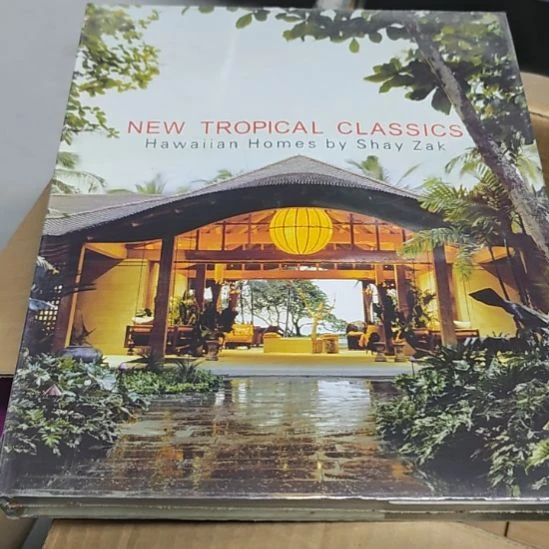 NEW TROPICAL CLASSICS
Hawaiian Homes by Shay Zak